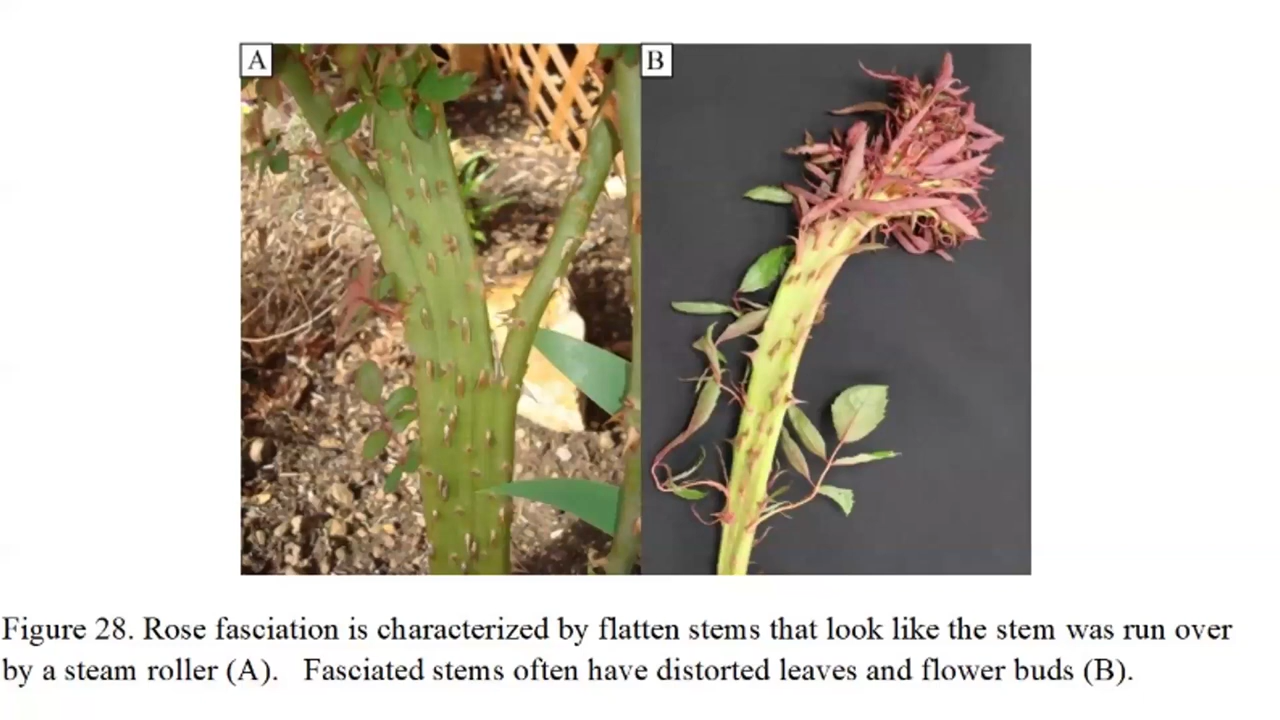 A
B
Figure 28. Rose fasciation is characterized by flatten stems that look like the stem was run over
by a steam roller (A).   Fasciated stems often have distorted leaves and flower buds (B).